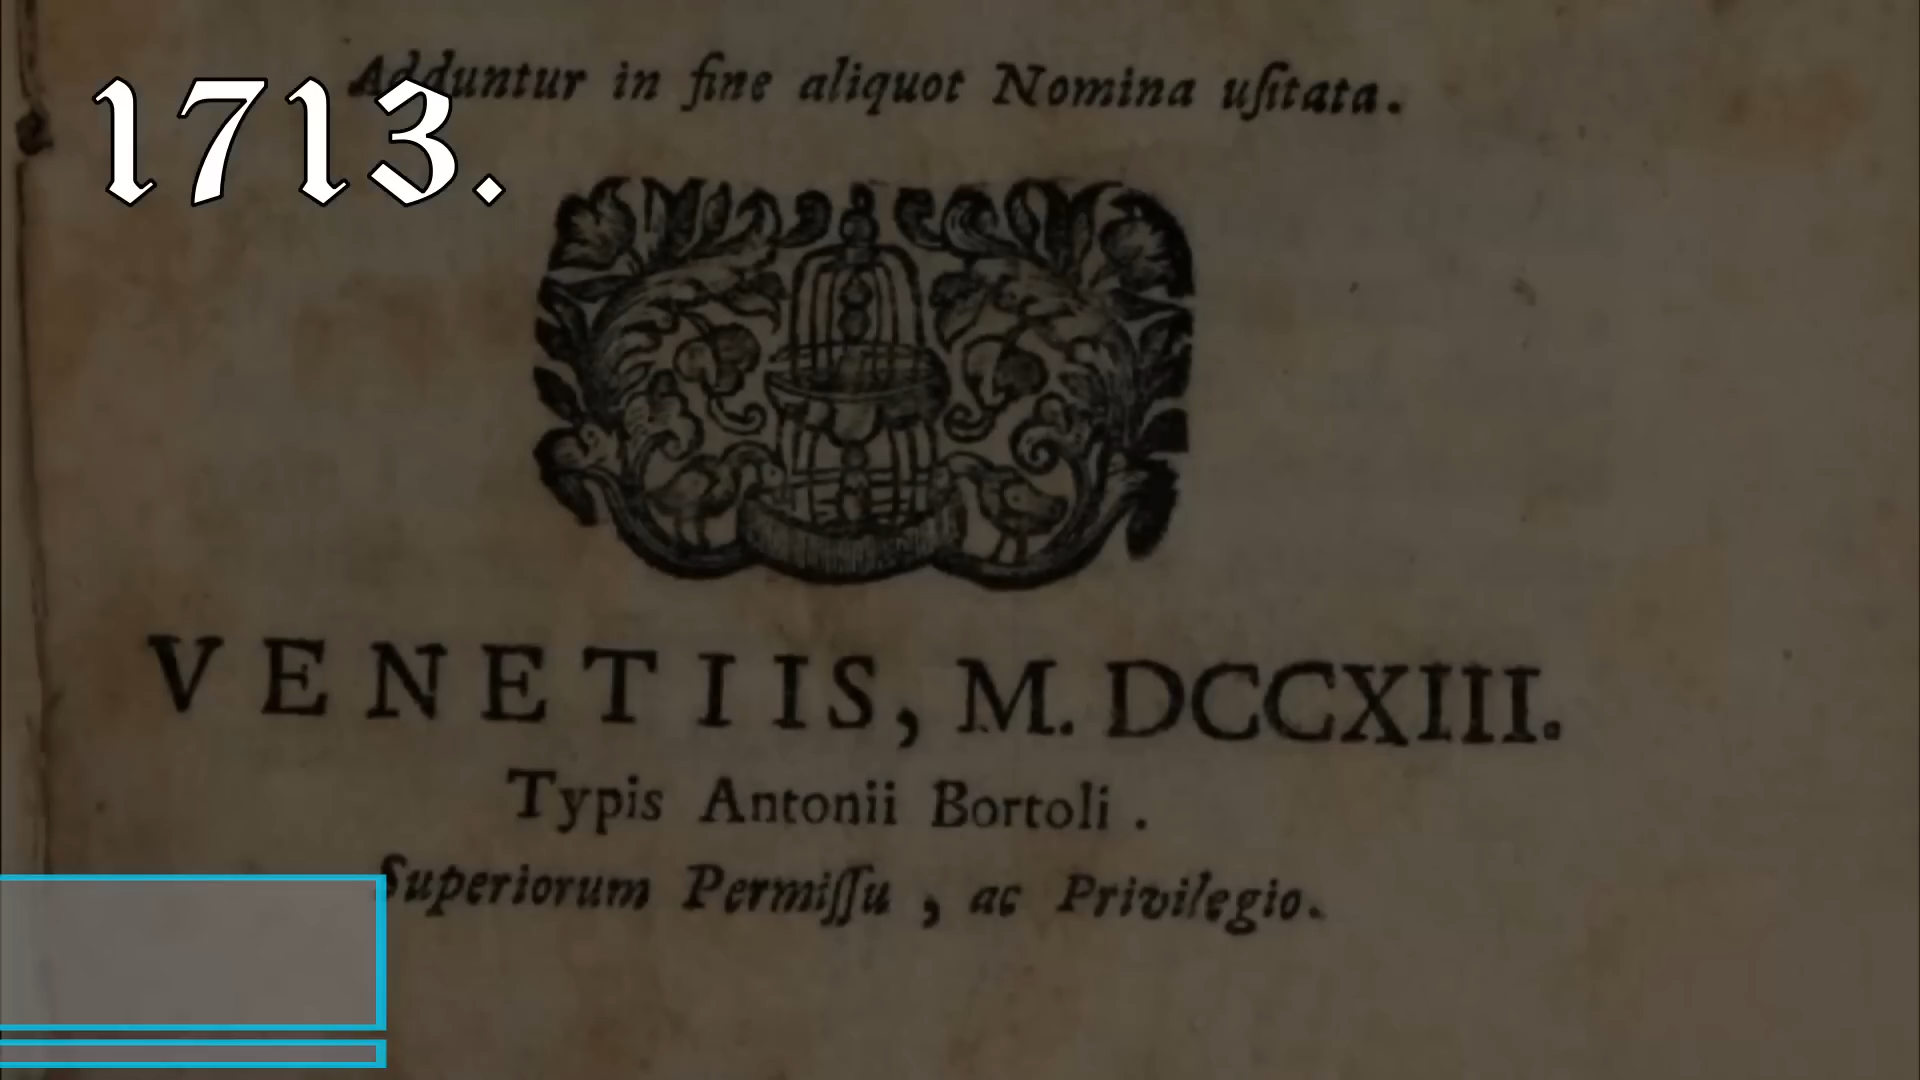 1713.
Adduntur in fine aliquot Nomina uſitata.
VENETIIS, M. DCCXIII.
Typis Antonii Bortoli.
Superiorum Permiſſu, ac Privilegio.